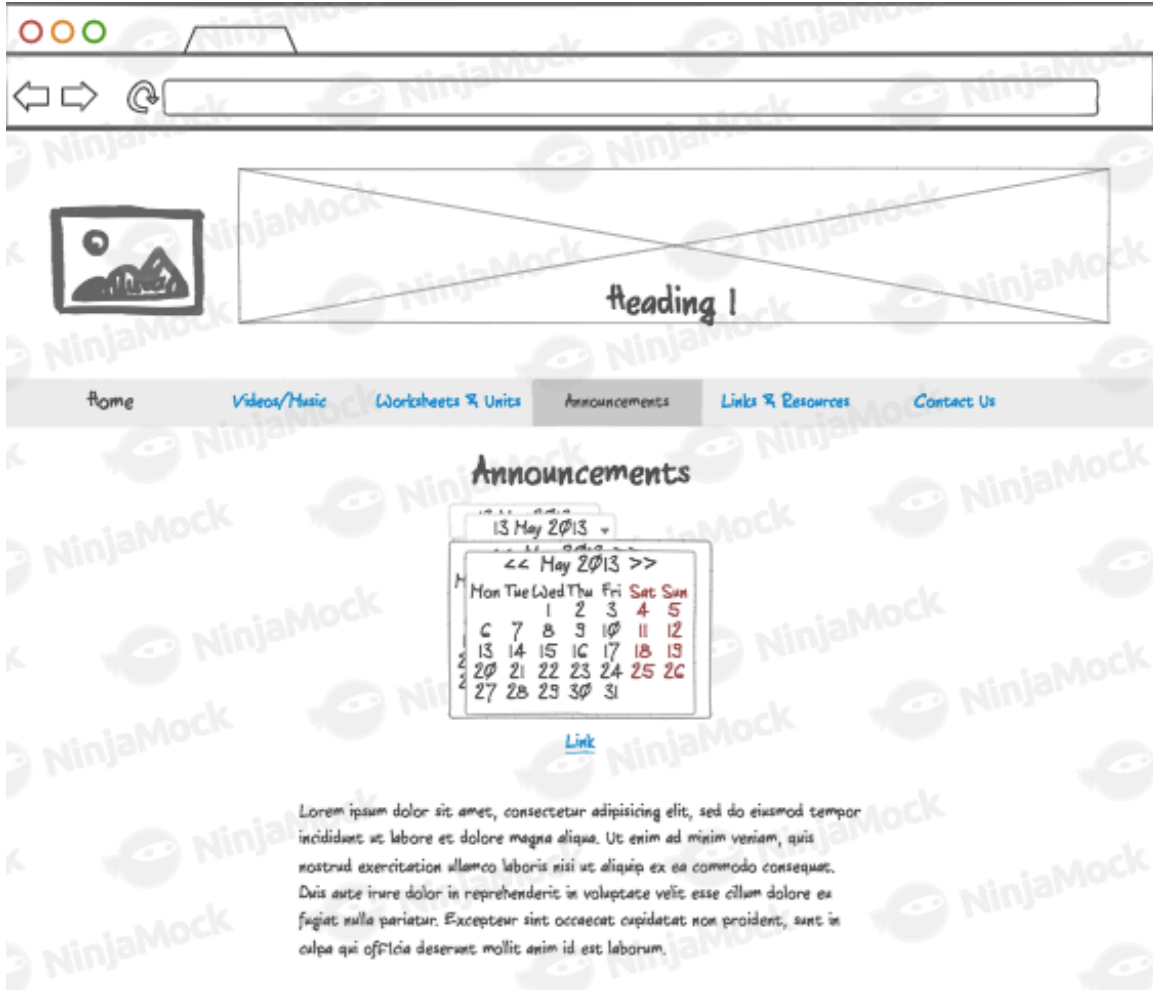 Heading 1
Home Videos/Music Worksheets & Units Announcements Links & Resources Contact Us
Announcements
13 May 2013
<< May 2013 >>
Mon Tue Wed Thu Fri Sat Sun
1 2 3 4 5
6 7 8 9 10 11 12
13 14 15 16 17 18 19
20 21 22 23 24 25 26
27 28 29 30 31
Link
Lorem ipsum dolor sit amet, consectetur adipisicing elit, sed do eiusmod tempor
incididunt ut labore et dolore magna aliqua. Ut enim ad minim veniam, quis
nostrud exercitation ullamco laboris nisi ut aliquip ex ea commodo consequat.
Duis aute irure dolor in reprehenderit in voluptate velit esse cillum dolore eu
fugiat nulla pariatur. Excepteur sint occaecat cupidatat non proident, sunt in
culpa qui officia deserunt mollit anim id est laborum.
NinjaMock